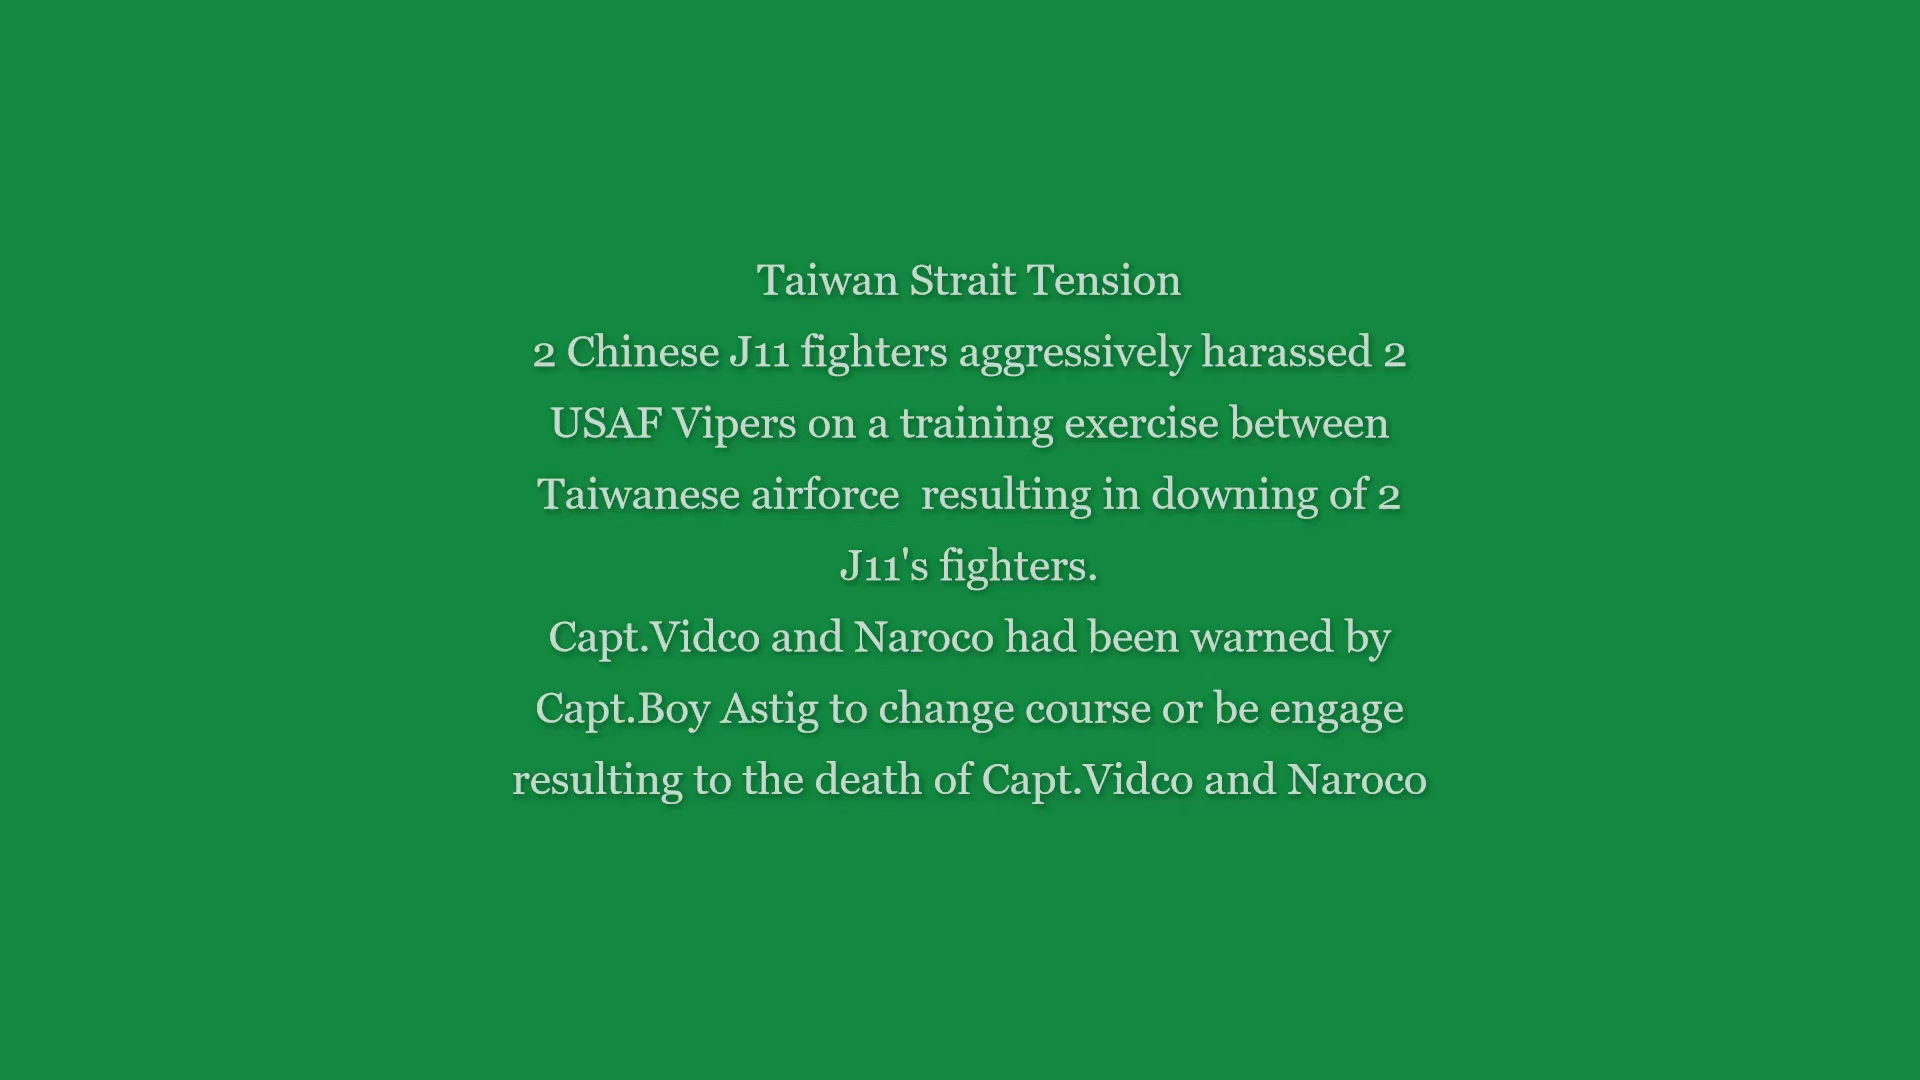 Taiwan Strait Tension
2 Chinese J11 fighters aggressively harassed 2
USAF Vipers on a training exercise between
Taiwanese airforce  resulting in downing of 2
J11's fighters.
Capt.Vidco and Naroco had been warned by
Capt.Boy Astig to change course or be engage
resulting to the death of Capt.Vidco and Naroco